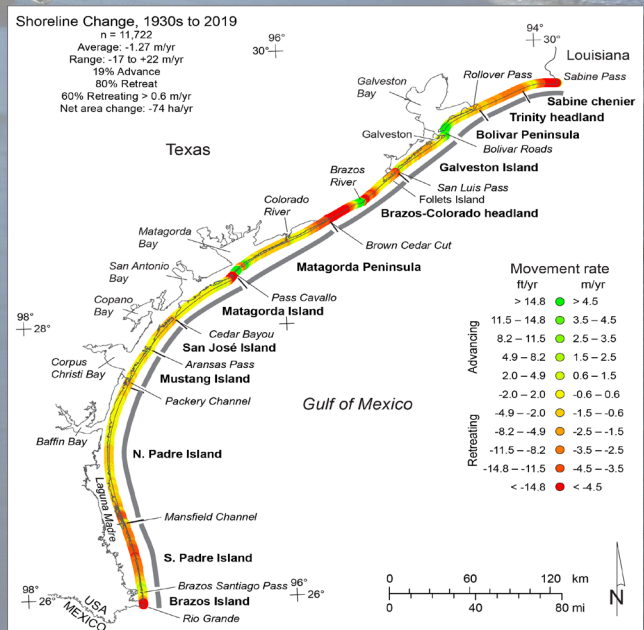 Shoreline Change, 1930s to 2019
n = 11,722
Average: -1.27 m/yr
Range: -17 to +22 m/yr
19% Advance
80% Retreat
60% Retreating > 0.6 m/yr
Net area change: -74 ha/yr
96°
30°
94°
30°
Louisiana
Sabine Pass
Rollover Pass
Galveston
Bay
Sabine chenier
Trinity headland
Bolivar Peninsula
Galveston
Bolivar Roads
Texas
Galveston Island
Brazos
River
San Luis Pass
Follets Island
Colorado
River
Brazos-Colorado headland
Matagorda
Bay
Brown Cedar Cut
San Antonio
Bay
Matagorda Peninsula
Copano
Bay
Pass Cavallo
Matagorda Island
98°
28°
Cedar Bayou
San José Island
Corpus
Christi Bay
Aransas Pass
Mustang Island
Packery Channel
Gulf of Mexico
Baffin Bay
N. Padre Island
Laguna Madre
Mansfield Channel
S. Padre Island
98°
26°
Brazos Santiago Pass
96°
26°
Brazos Island
USA
MEXICO
Rio Grande
Movement rate
ft/yr m/yr
Advancing
> 14.8 > 4.5
11.5 – 14.8 3.5 – 4.5
8.2 – 11.5 2.5 – 3.5
4.9 – 8.2 1.5 – 2.5
2.0 – 4.9 0.6 – 1.5
-2.0 – 2.0 -0.6 – 0.6
Retreating
-4.9 – -2.0 -1.5 – -0.6
-8.2 – -4.9 -2.5 – -1.5
-11.5 – -8.2 -3.5 – -2.5
-14.8 – -11.5 -4.5 – -3.5
< -14.8 < -4.5
0 60 120 km
0 40 80 mi
N